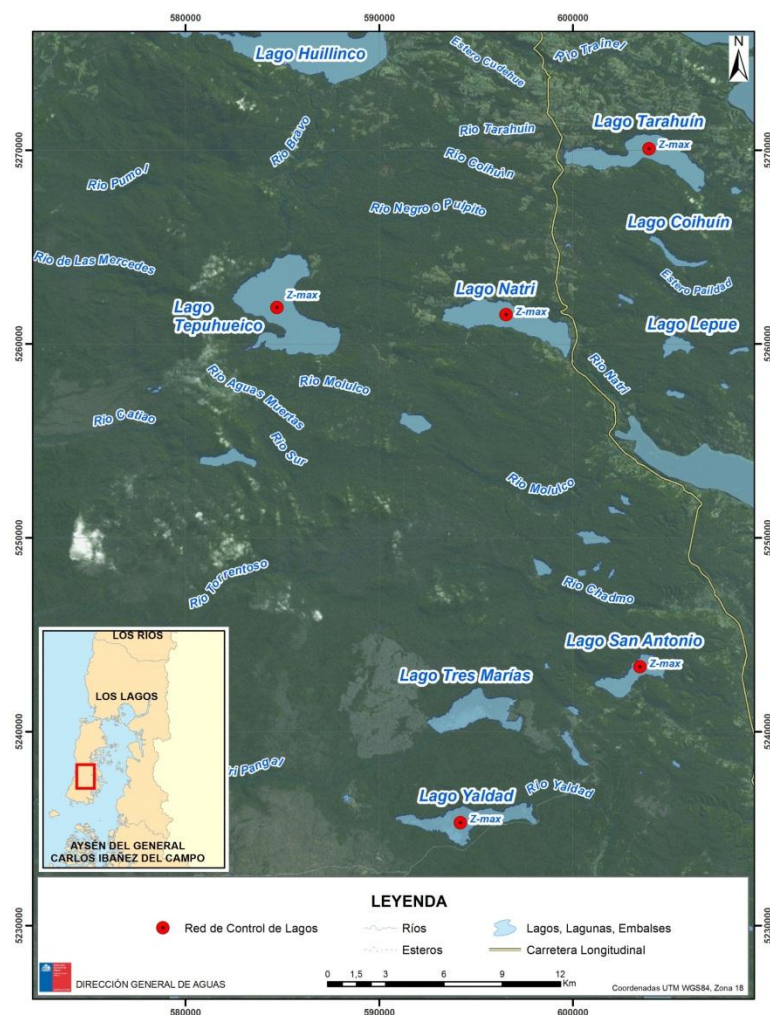 580000
590000
600000
Lago Huillinco
Estero Cudehue
Río Trainel
N
Lago Tarahuín
Z-max
Río Bravo
Río Tarahuín
Río Coihuín
5270000
5270000
Río Pumol
Río Negro o Pulpito
Lago Coihuín
Río de Las Mercedes
Estero Paildad
Z-max
Lago Natri
Z-max
Lago
Tepuhueico
Lago Lepue
5260000
5260000
Río Natri
Río Molulco
Río Aguas Muertas
Río Catiao
Río Sur
Río Molulco
5250000
5250000
Río Torrentoso
Río Chadmo
LOS RÍOS
LOS LAGOS
AYSÉN DEL GENERAL
CARLOS IBAÑEZ DEL CAMPO
Lago San Antonio
Z-max
Lago Tres Marías
5240000
5240000
Río Yaldad
Lago Yaldad
Z-max
LEYENDA
Red de Control de Lagos
Ríos
Lagos, Lagunas, Embalses
Esteros
Carretera Longitudinal
5230000
5230000
DIRECCIÓN GENERAL DE AGUAS
0 1,5 3 6 9 12
Km
Coordenadas UTM WGS84, Zona 18
580000
590000
600000